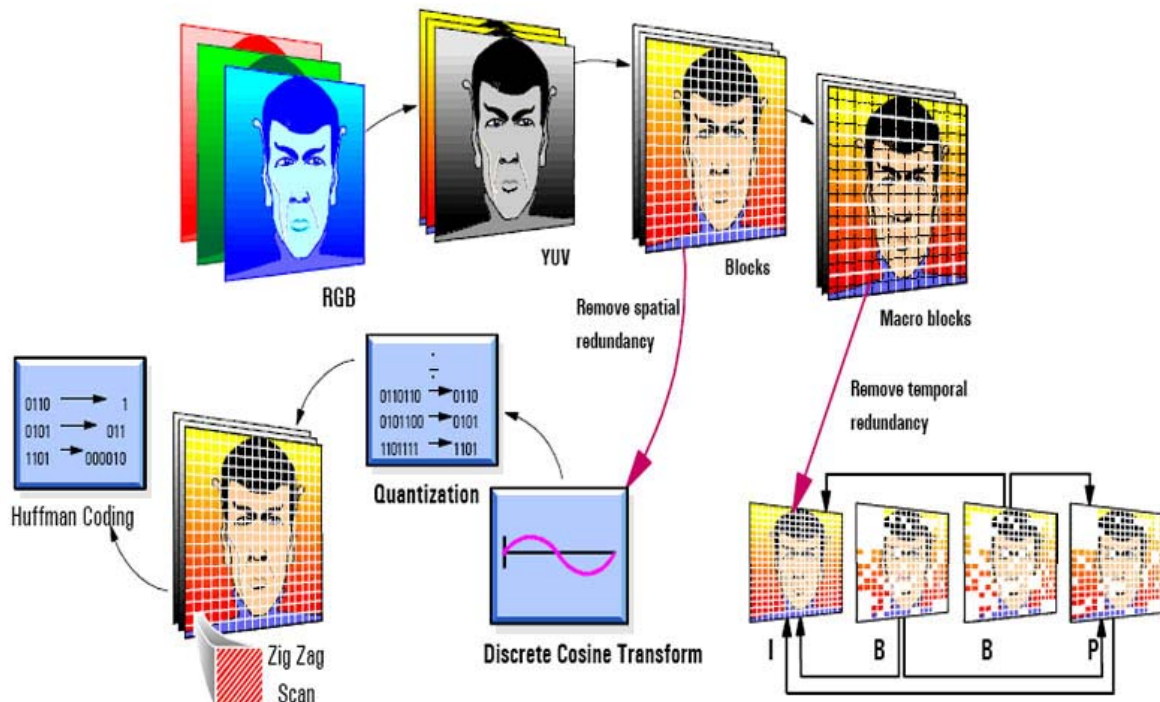 RGB
YUV
Blocks
Macro blocks
Remove spatial
redundancy
Remove temporal
redundancy
0110 1
0101 011
1101 000010
Huffman Coding
0110110 0110
0101100 0101
1101111 1101
Quantization
Discrete Cosine Transform
Zig Zag
Scan
I B B P